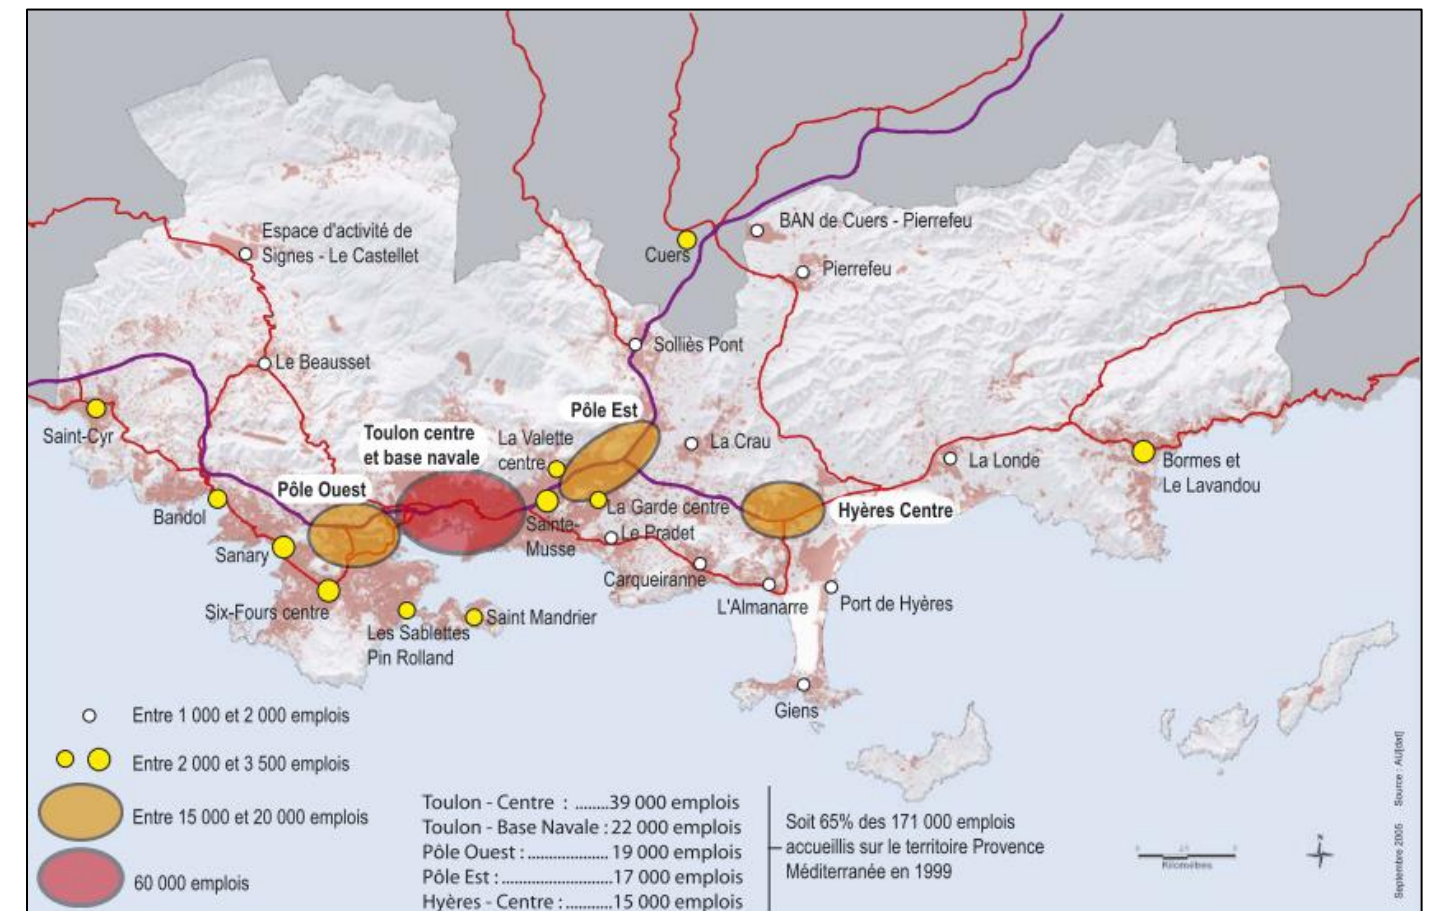 BAN de Cuers - Pierrefeu
Espace d'activité de
Signes - Le Castellet
Cuers
Pierrefeu
Solliès Pont
Le Beausset
Pôle Est
Saint-Cyr
Toulon centre
et base navale
La Valette
centre
La Crau
La Londe
Bormes et
Le Lavandou
Pôle Ouest
Bandol
La Garde centre
Hyères Centre
Sainte-
Musse
Le Pradet
Sanary
Carqueiranne
L'Almanarre
Port de Hyères
Six-Fours centre
Les Sablettes
Pin Rolland
Saint Mandrier
Giens
Entre 1 000 et 2 000 emplois
Entre 2 000 et 3 500 emplois
Entre 15 000 et 20 000 emplois
60 000 emplois
Toulon - Centre : ........39 000 emplois
Toulon - Base Navale : 22 000 emplois
Pôle Ouest : ................... 19 000 emplois
Pôle Est : ..........................17 000 emplois
Hyères - Centre : ...........15 000 emplois
Soit 65% des 171 000 emplois
accueillis sur le territoire Provence
Méditerranée en 1999
Kilomètres
Septembre 2005 Source : AU[dat]